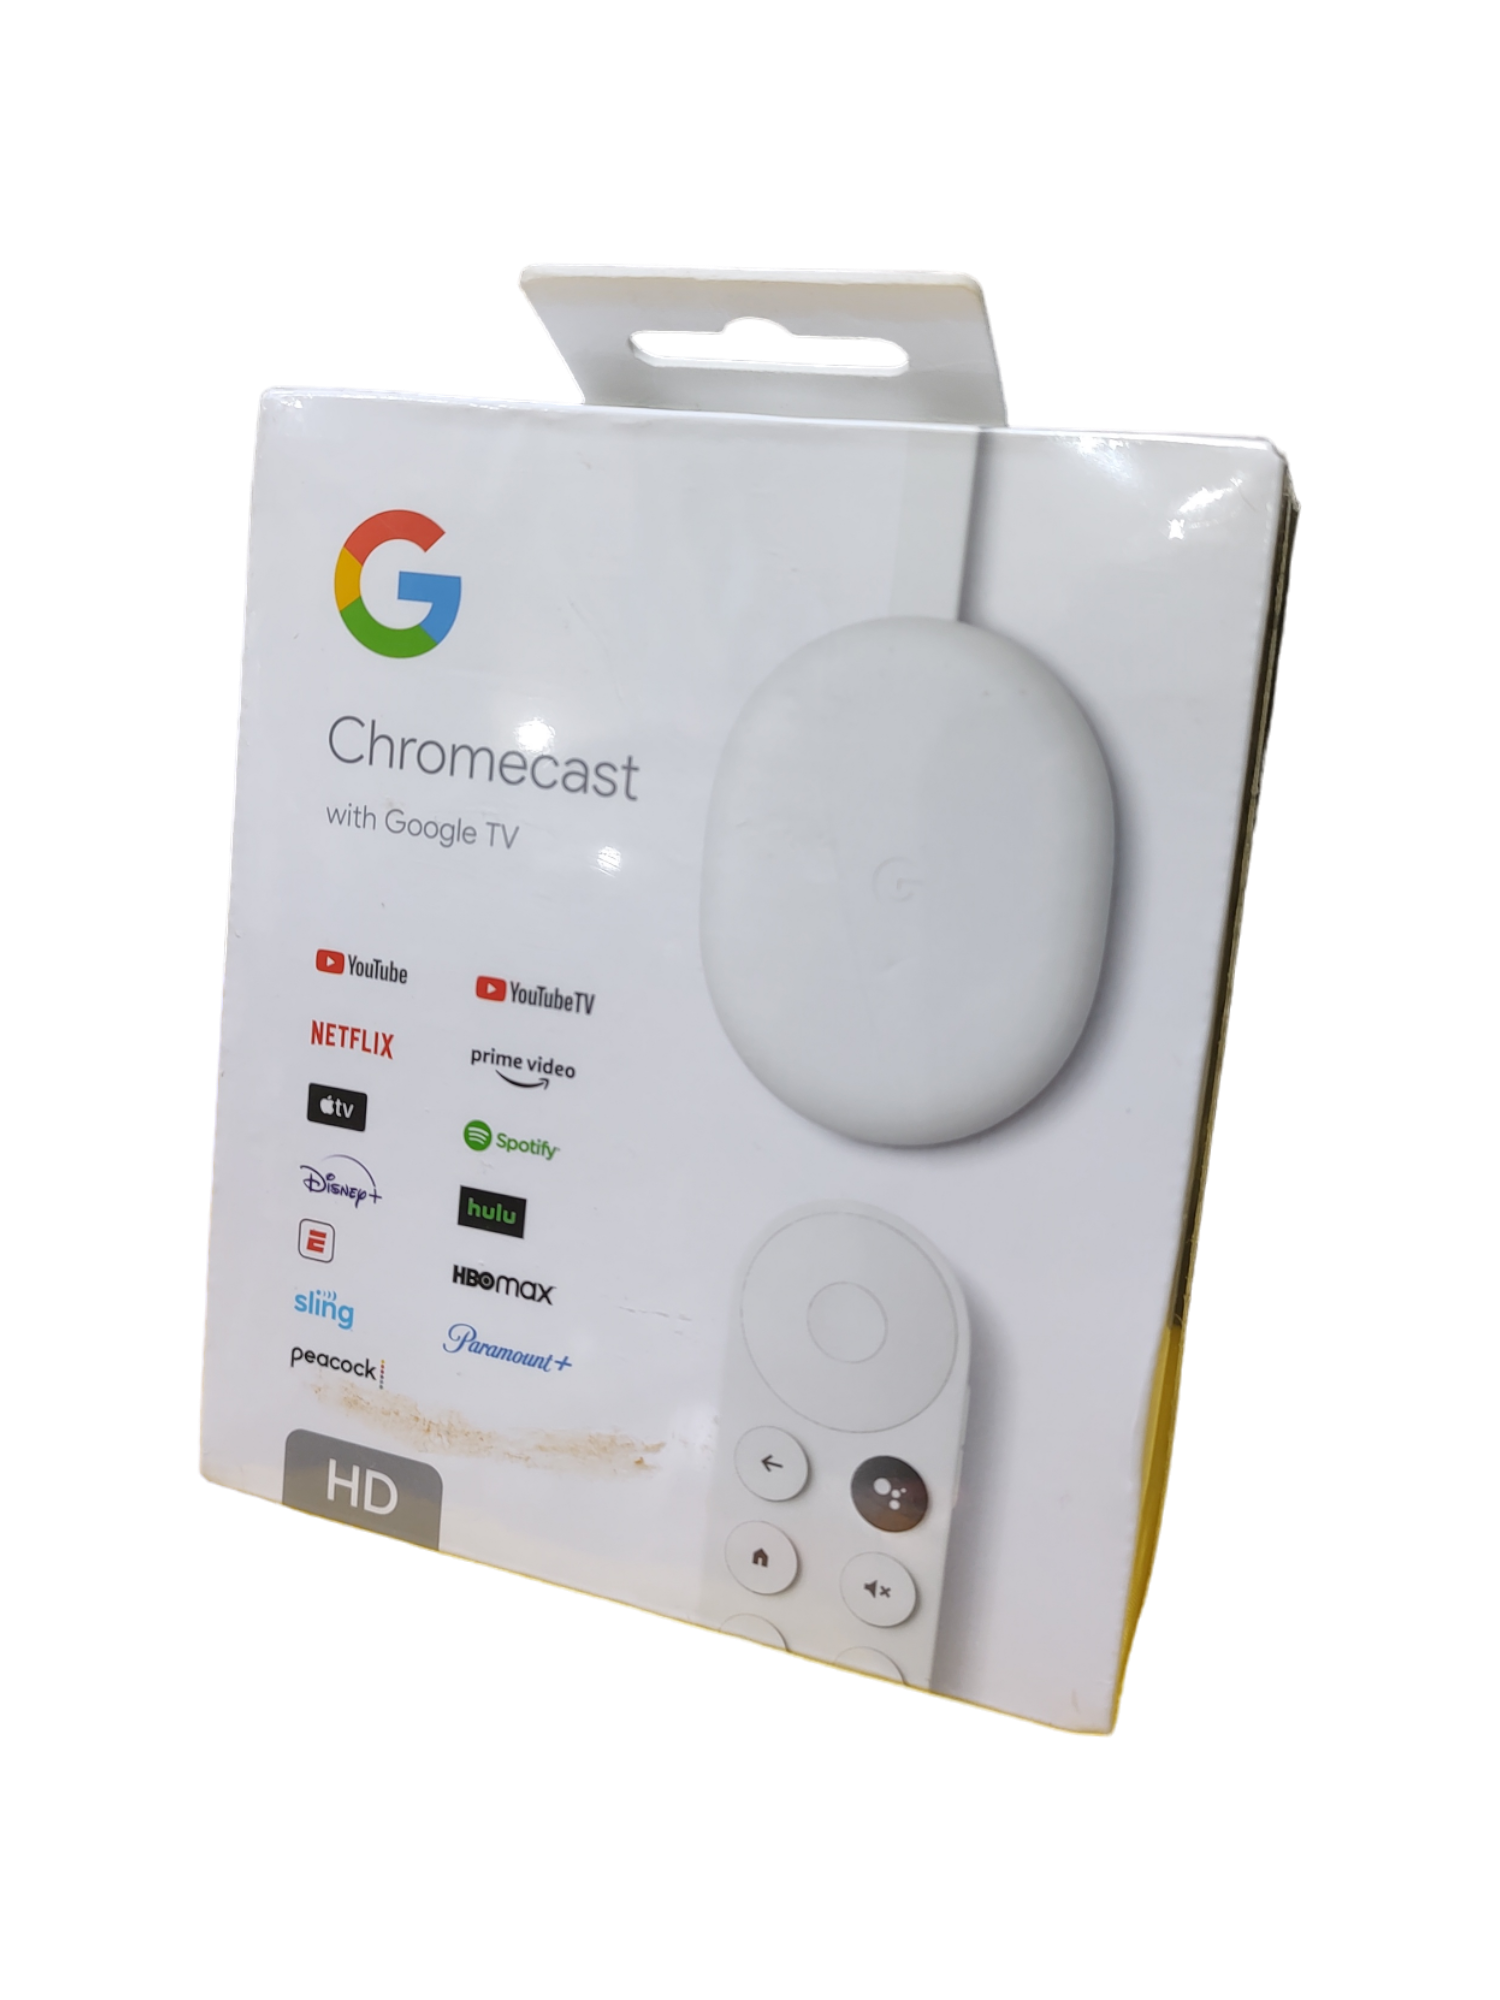 G
Chromecast
with Google TV
YouTube
YouTubeTV
NETFLIX
prime video
tv
Spotify
Disney+
hulu
E
HBOmax
sling
Paramount+
peacock
HD
G